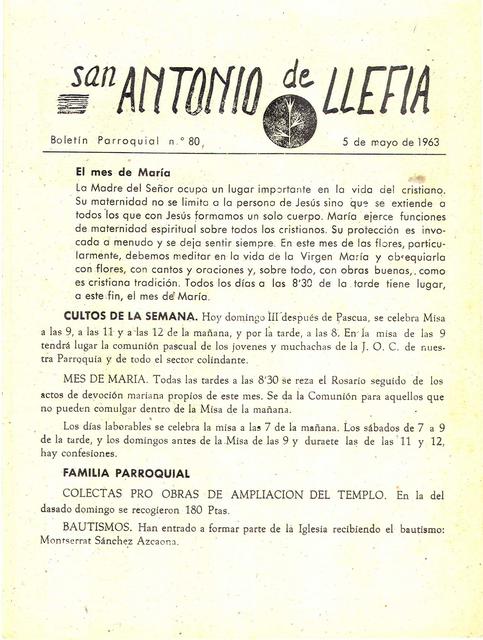 san ANTONIO de LLEFIA
Boletín Parroquial n.º 80, 5 de mayo de 1963
El mes de María
La Madre del Señor ocupa un lugar importante en la vida del cristiano.
Su maternidad no se limita a la persona de Jesús sino que se extiende a
todos los que con Jesús formamos un solo cuerpo. María ejerce funciones
de maternidad espiritual sobre todos los cristianos. Su protección es invo-
cada a menudo y se deja sentir siempre. En este mes de las flores, particu-
larmente, debemos meditar en la vida de la Virgen María y obsequiarla
con flores, con cantos y oraciones y, sobre todo, con obras buenas, como
es cristiana tradición. Todos los días a las 8'30 de la tarde tiene lugar,
a este fin, el mes de María.
CULTOS DE LA SEMANA. Hoy domingo III después de Pascua, se celebra Misa
a las 9, a las 11 y a las 12 de la mañana, y por la tarde, a las 8. En la misa de las 9
tendrá lugar la comunión pascual de los jovenes y muchachas de la J. O. C. de nues-
tra Parroquia y de todo el sector colindante.
MES DE MARIA. Todas las tardes a las 8'30 se reza el Rosario seguido de los
actos de devoción mariana propios de este mes. Se da la Comunión para aquellos que
no pueden comulgar dentro de la Misa de la mañana.
Los días laborables se celebra la misa a las 7 de la mañana. Los sábados de 7 a 9
de la tarde, y los domingos antes de la Misa de las 9 y duraete las de las 11 y 12,
hay confesiones.
FAMILIA PARROQUIAL
COLECTAS PRO OBRAS DE AMPLIACION DEL TEMPLO. En la del
dasado domingo se recogieron 180 Ptas.
BAUTISMOS. Han entrado a formar parte de la Iglesia recibiendo el bautismo:
Montserrat Sánchez Azcaona.